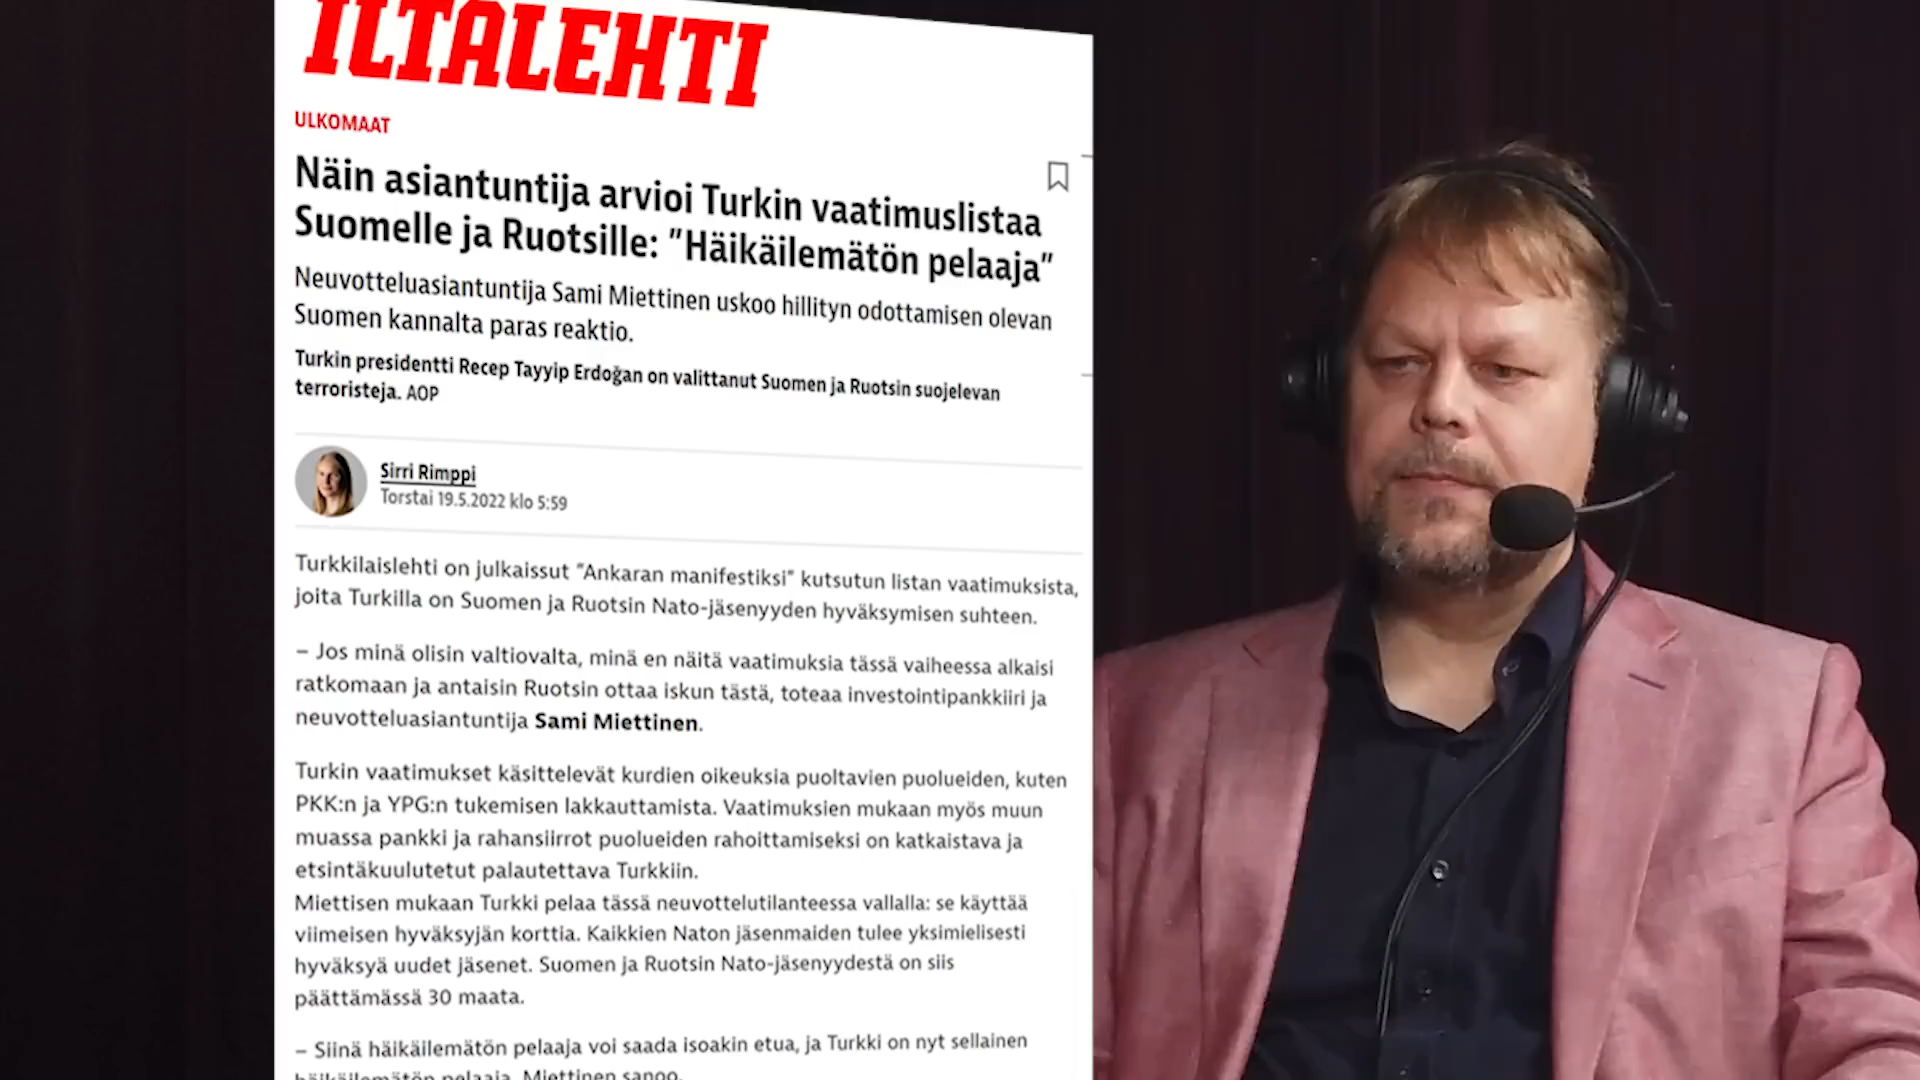 ILTALEHTI
ULKOMAAT
Näin asiantuntija arvioi Turkin vaatimuslistaa
Suomelle ja Ruotsille: ”Häikäilemätön pelaaja”
Neuvotteluasiantuntija Sami Miettinen uskoo hillityn odottamisen olevan
Suomen kannalta paras reaktio.
Turkin presidentti Recep Tayyip Erdoğan on valittanut Suomen ja Ruotsin suojelevan
terroristeja. AOP
Sirri Rimppi
Torstai 19.5.2022 klo 5:59
Turkkilaislehti on julkaissut ”Ankaran manifestiksi” kutsutun listan vaatimuksista,
joita Turkilla on Suomen ja Ruotsin Nato-jäsenyyden hyväksymisen suhteen.
– Jos minä olisin valtiovalta, minä en näitä vaatimuksia tässä vaiheessa alkaisi
ratkomaan ja antaisin Ruotsin ottaa iskun tästä, toteaa investointipankkiiri ja
neuvotteluasiantuntija Sami Miettinen.
Turkin vaatimukset käsittelevät kurdien oikeuksia puoltavien puolueiden, kuten
PKK:n ja YPG:n tukemisen lakkauttamista. Vaatimuksien mukaan myös muun
muassa pankki ja rahansiirrot puolueiden rahoittamiseksi on katkaistava ja
etsintäkuulutetut palautettava Turkkiin.
Miettisen mukaan Turkki pelaa tässä neuvottelutilanteessa vallalla: se käyttää
viimeisen hyväksyjän korttia. Kaikkien Naton jäsenmaiden tulee yksimielisesti
hyväksyä uudet jäsenet. Suomen ja Ruotsin Nato-jäsenyydestä on siis
päättämässä 30 maata.
– Siinä häikäilemätön pelaaja voi saada isoakin etua, ja Turkki on nyt sellainen
häikäilemätön pelaaja, Miettinen sanoo.